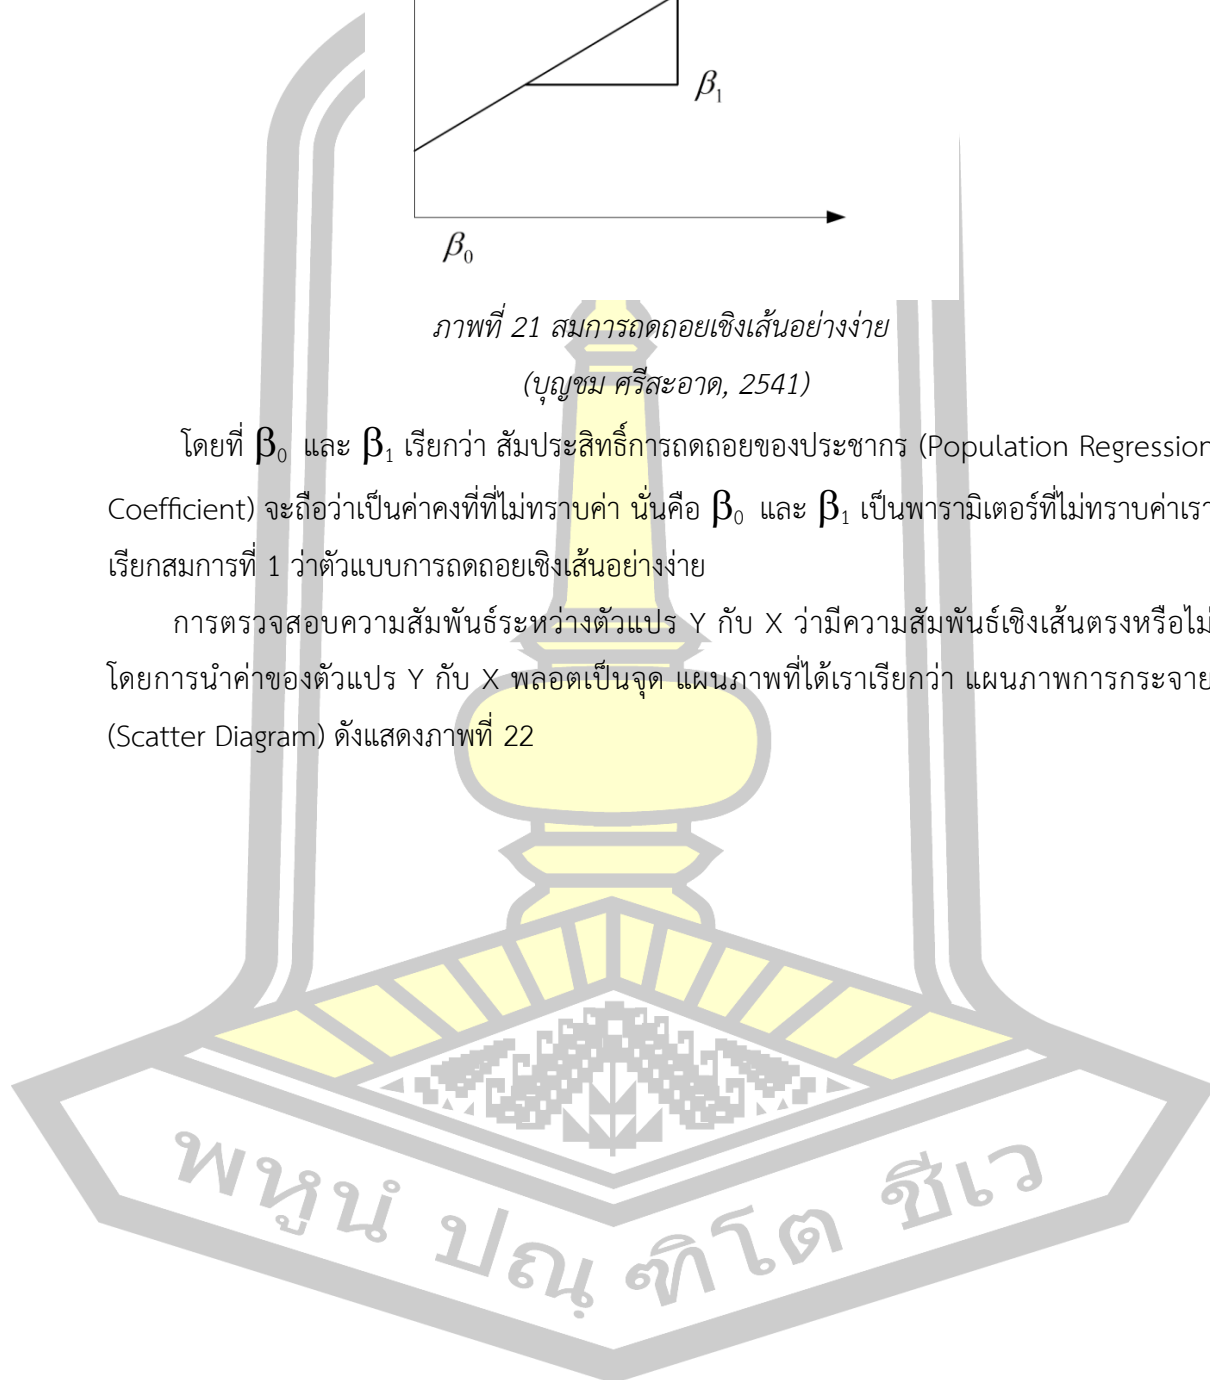 β₁
β₀
ภาพที่ 21 สมการถดถอยเชิงเส้นอย่างง่าย
(บุญชม ศรีสะอาด, 2541)
โดยที่ β₀ และ β₁ เรียกว่า สัมประสิทธิ์การถดถอยของประชากร (Population Regression
Coefficient) จะถือว่าเป็นค่าคงที่ที่ไม่ทราบค่า นั่นคือ β₀ และ β₁ เป็นพารามิเตอร์ที่ไม่ทราบค่าเรา
เรียกสมการที่ 1 ว่าตัวแบบการถดถอยเชิงเส้นอย่างง่าย
การตรวจสอบความสัมพันธ์ระหว่างตัวแปร Y กับ X ว่ามีความสัมพันธ์เชิงเส้นตรงหรือไม่
โดยการนำค่าของตัวแปร Y กับ X พลอตเป็นจุด แผนภาพที่ได้เราเรียกว่า แผนภาพการกระจาย
(Scatter Diagram) ดังแสดงภาพที่ 22
พหูนํ ปณฺฑิโต ชีเว